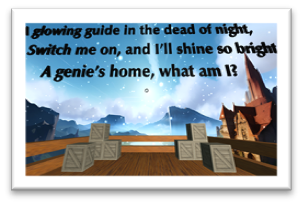 I glowing guide in the dead of night,
Switch me on, and I'll shine so bright
A genie's home, what am I?